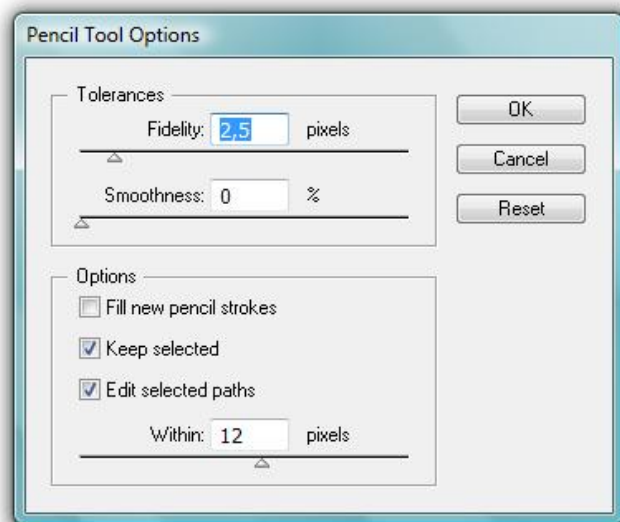 Pencil Tool Options
Tolerances
Fidelity: 2,5 pixels
Smoothness: 0 %
OK
Cancel
Reset
Options
Fill new pencil strokes
Keep selected
Edit selected paths
Within: 12 pixels